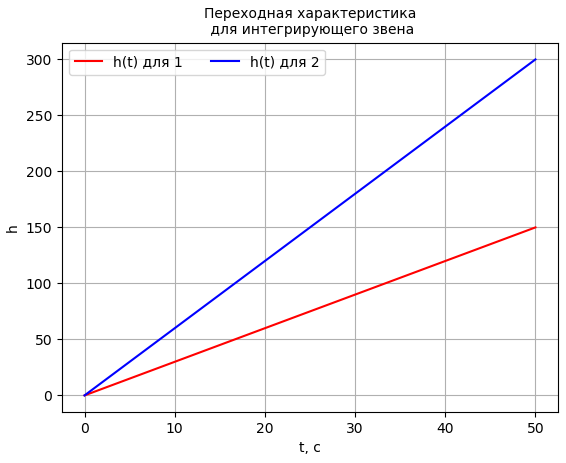 Переходная характеристика
для интегрирующего звена
h(t) для 1
h(t) для 2
h
300
250
200
150
100
50
0
0 10 20 30 40 50
t, с